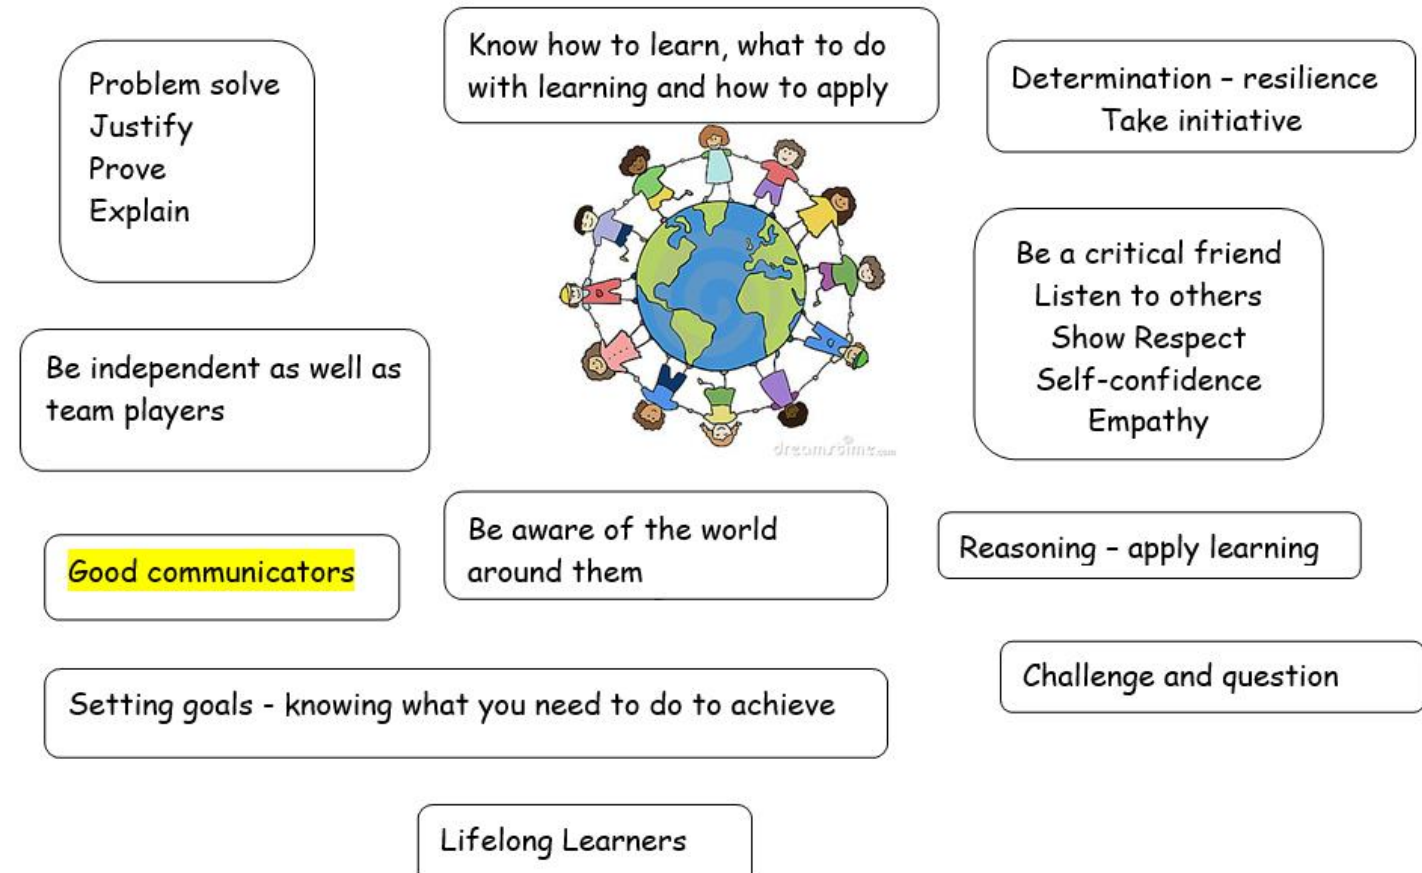 Know how to learn, what to do
with learning and how to apply
Problem solve
Justify
Prove
Explain
Determination – resilience
Take initiative
Be a critical friend
Listen to others
Show Respect
Self-confidence
Empathy
Be independent as well as
team players
dreamstime.com
Be aware of the world
around them
Reasoning – apply learning
Good communicators
Challenge and question
Setting goals - knowing what you need to do to achieve
Lifelong Learners